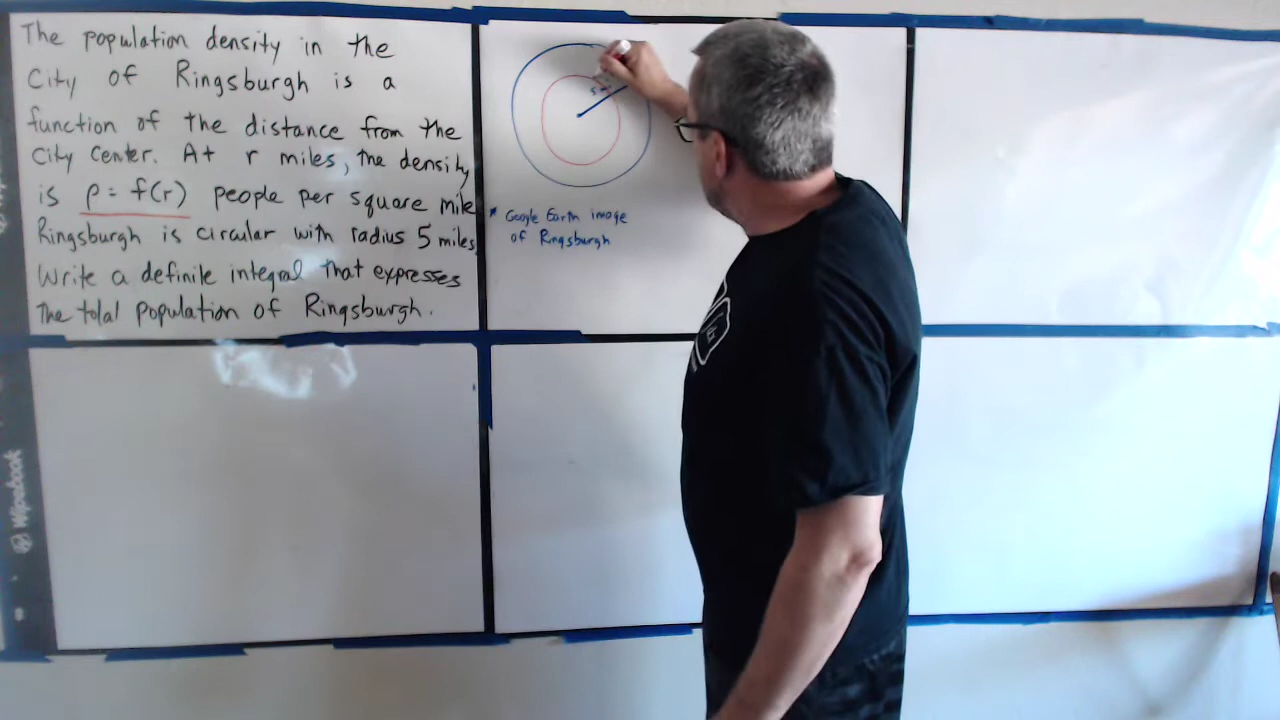 The population density in the
City of Ringsburgh is a
function of the distance from the
City Center. At r miles, the density
is ρ = f(r) people per square mile
Ringsburgh is circular with radius 5 miles.
Write a definite integral that expresses
the total population of Ringsburgh.
5
* Google Earth image
of Ringsburgh
Wipebook